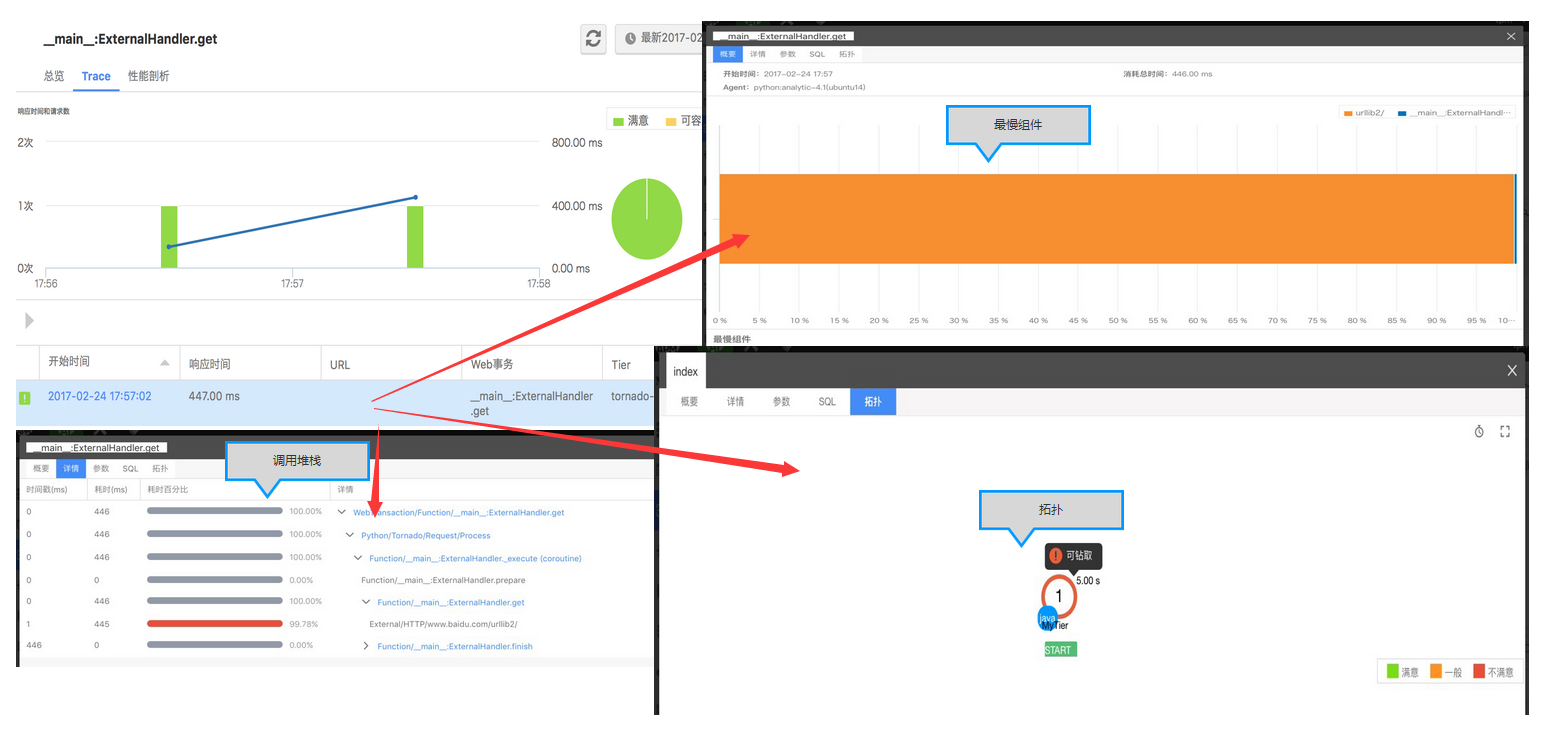 __main__:ExternalHandler.get
最新2017-02
总览 Trace 性能剖析
响应时间和请求数
满意 可容
2次 800.00 ms
1次 400.00 ms
0次 0.00 ms
17:56 17:57 17:58
开始时间 响应时间 URL Web事务 Tier
2017-02-24 17:57:02 447.00 ms __main__:ExternalHandler tornado-
.get
__main__:ExternalHandler.get
概要 详情 参数 SQL 拓扑
开始时间: 2017-02-24 17:57 消耗总时间: 446.00 ms
Agent: python:analytic-4.1(ubuntu14)
urllib2/ __main__:ExternalHandl···
最慢组件
0 % 5 % 10 % 15 % 20 % 25 % 30 % 35 % 40 % 45 % 50 % 55 % 60 % 65 % 70 % 75 % 80 % 85 % 90 % 95 % 10···
最慢组件
__main__:ExternalHandler.get
调用堆栈
概要 详情 参数 SQL 拓扑
时间戳(ms) 耗时(ms) 耗时百分比 详情
0 446 100.00% WebTransaction/Function/__main__:ExternalHandler.get
0 446 100.00% Python/Tornado/Request/Process
0 446 100.00% Function/__main__:ExternalHandler._execute (coroutine)
0 0 0.00% Function/__main__:ExternalHandler.prepare
0 446 100.00% Function/__main__:ExternalHandler.get
1 445 99.78% External/HTTP/www.baidu.com/urllib2/
446 0 0.00% Function/__main__:ExternalHandler.finish
index X
概要 详情 参数 SQL 拓扑
拓扑
! 可钻取
5.00 s
1
java
MyTier
START
满意 一般 不满意